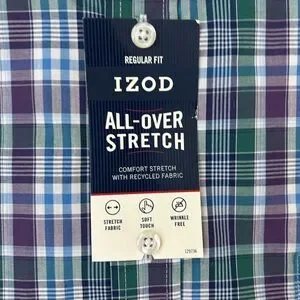 REGULAR FIT
IZOD
ALL-OVER
STRETCH
COMFORT STRETCH
WITH RECYCLED FABRIC
STRETCH
FABRIC
SOFT
TOUCH
WRINKLE
FREE